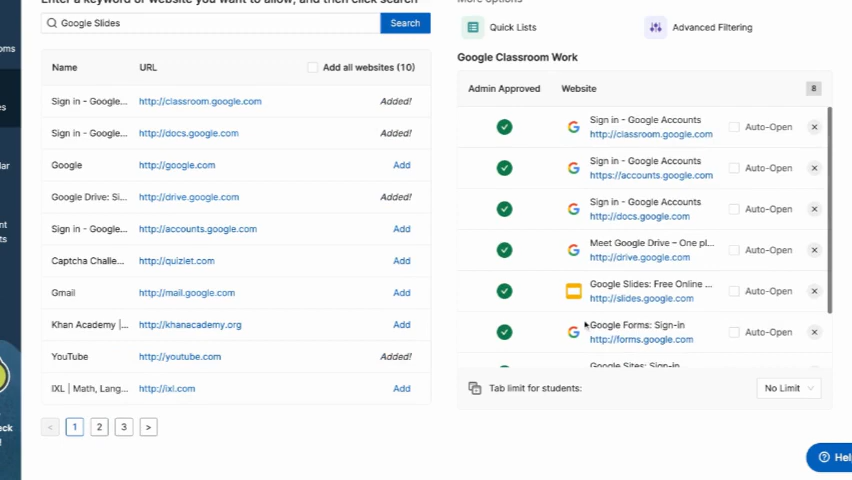 Enter a keyword or website you want to allow, and then click search
Google Slides
Search
Name URL Add all websites (10)
Sign in - Google... http://classroom.google.com Added!
Sign in - Google... http://docs.google.com Added!
Google http://google.com Add
Google Drive: Si... http://drive.google.com Added!
Sign in - Google... http://accounts.google.com Add
Captcha Challe... http://quizlet.com Add
Gmail http://mail.google.com Add
Khan Academy |... http://khanacademy.org Add
YouTube http://youtube.com Added!
IXL | Math, Lang... http://ixl.com Add
< 1 2 3 >
More options
Quick Lists
Advanced Filtering
Google Classroom Work
Admin Approved Website 8
Sign in - Google Accounts
http://classroom.google.com
Auto-Open
Sign in - Google Accounts
https://accounts.google.com
Auto-Open
Sign in - Google Accounts
http://docs.google.com
Auto-Open
Meet Google Drive – One pl...
http://drive.google.com
Auto-Open
Google Slides: Free Online ...
http://slides.google.com
Auto-Open
Google Forms: Sign-in
http://forms.google.com
Auto-Open
Google Sites: Sign-in
Tab limit for students: No Limit
Hel